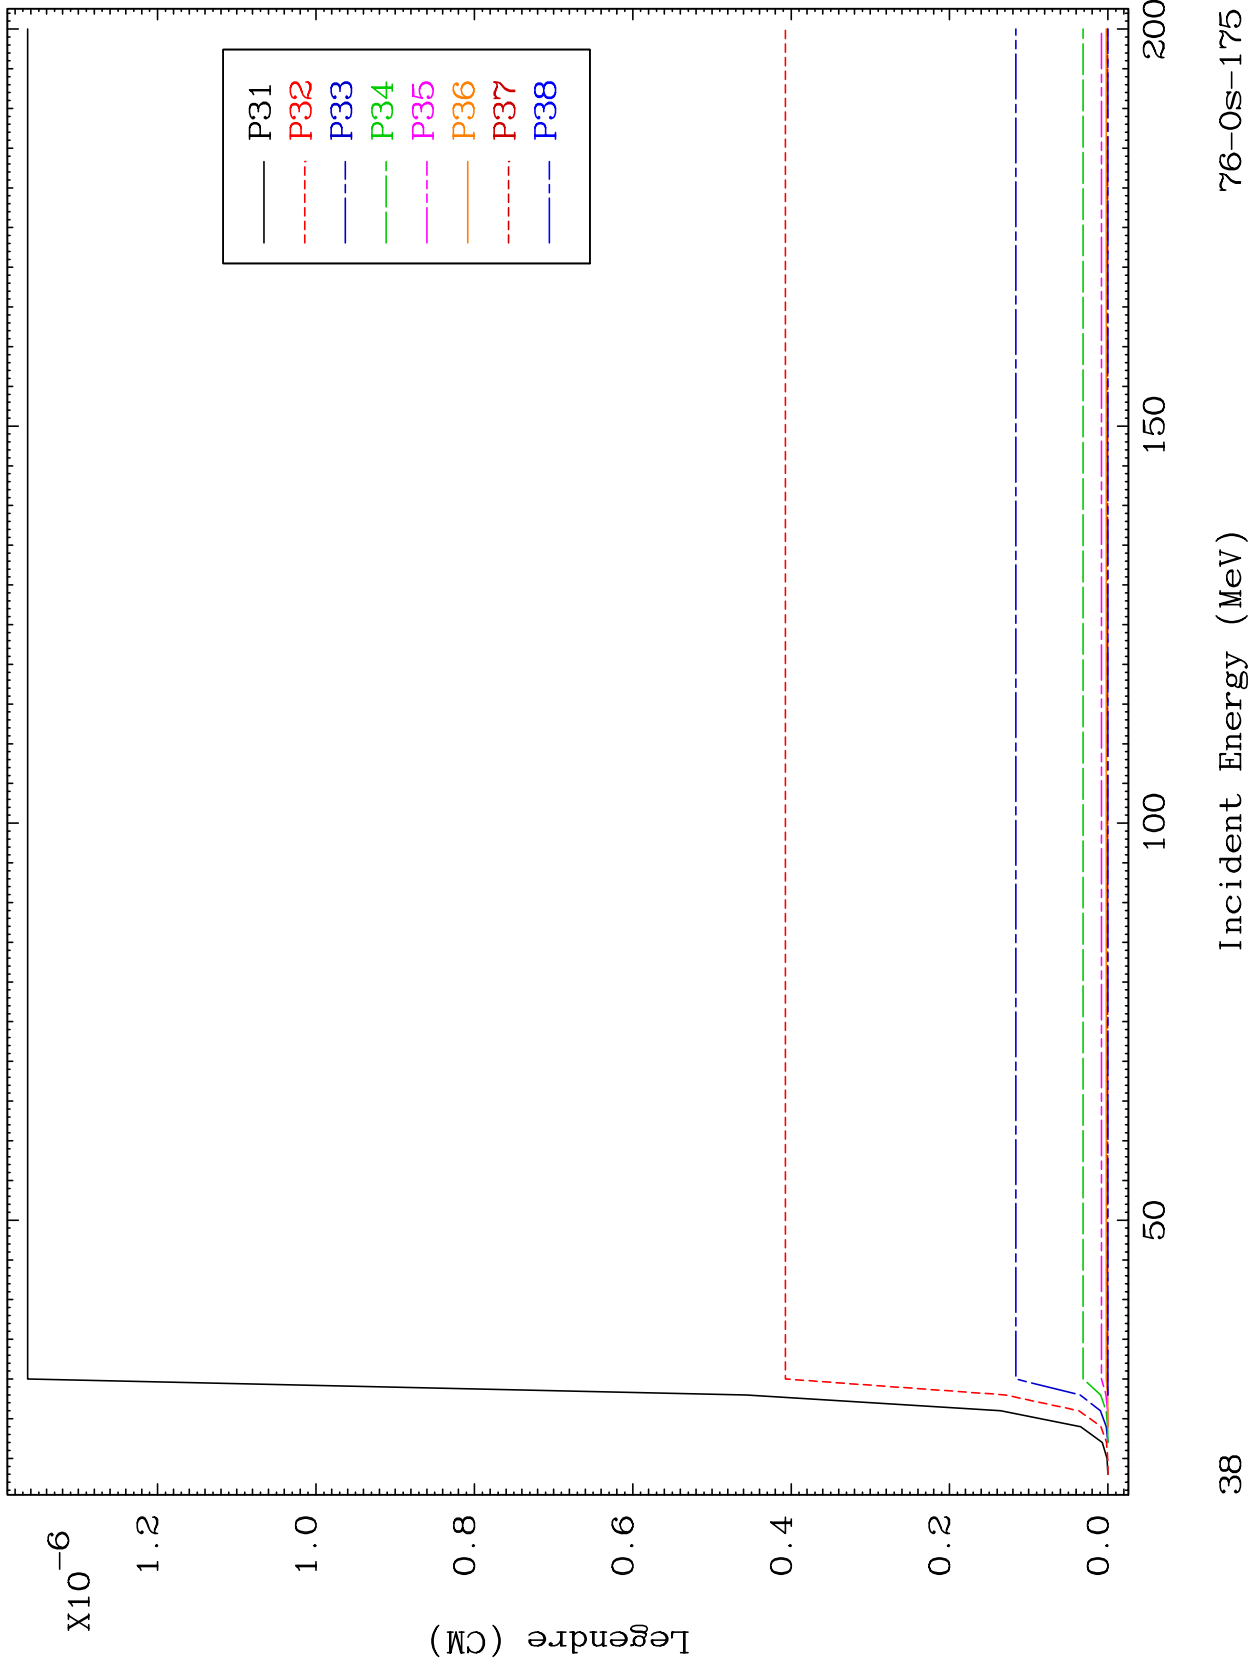 X10-6
1.2
1.0
0.8
0.6
0.4
0.2
0.0
Legendre (CM)
P31
P32
P33
P34
P35
P36
P37
P38
50
100
150
200
38
Incident Energy (MeV)
76-Os-175